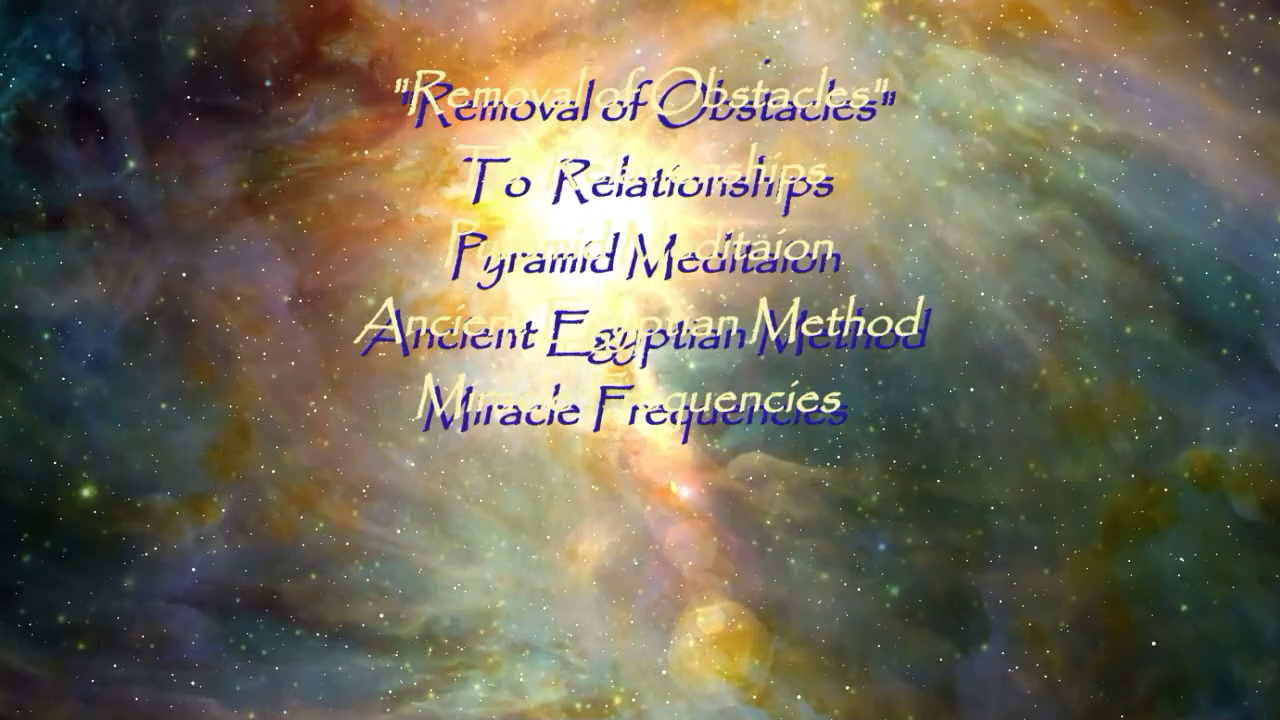 "Removal of Obstacles"
To Relationships
Pyramid Meditaion
Ancient Egyptian Method
Miracle Frequencies